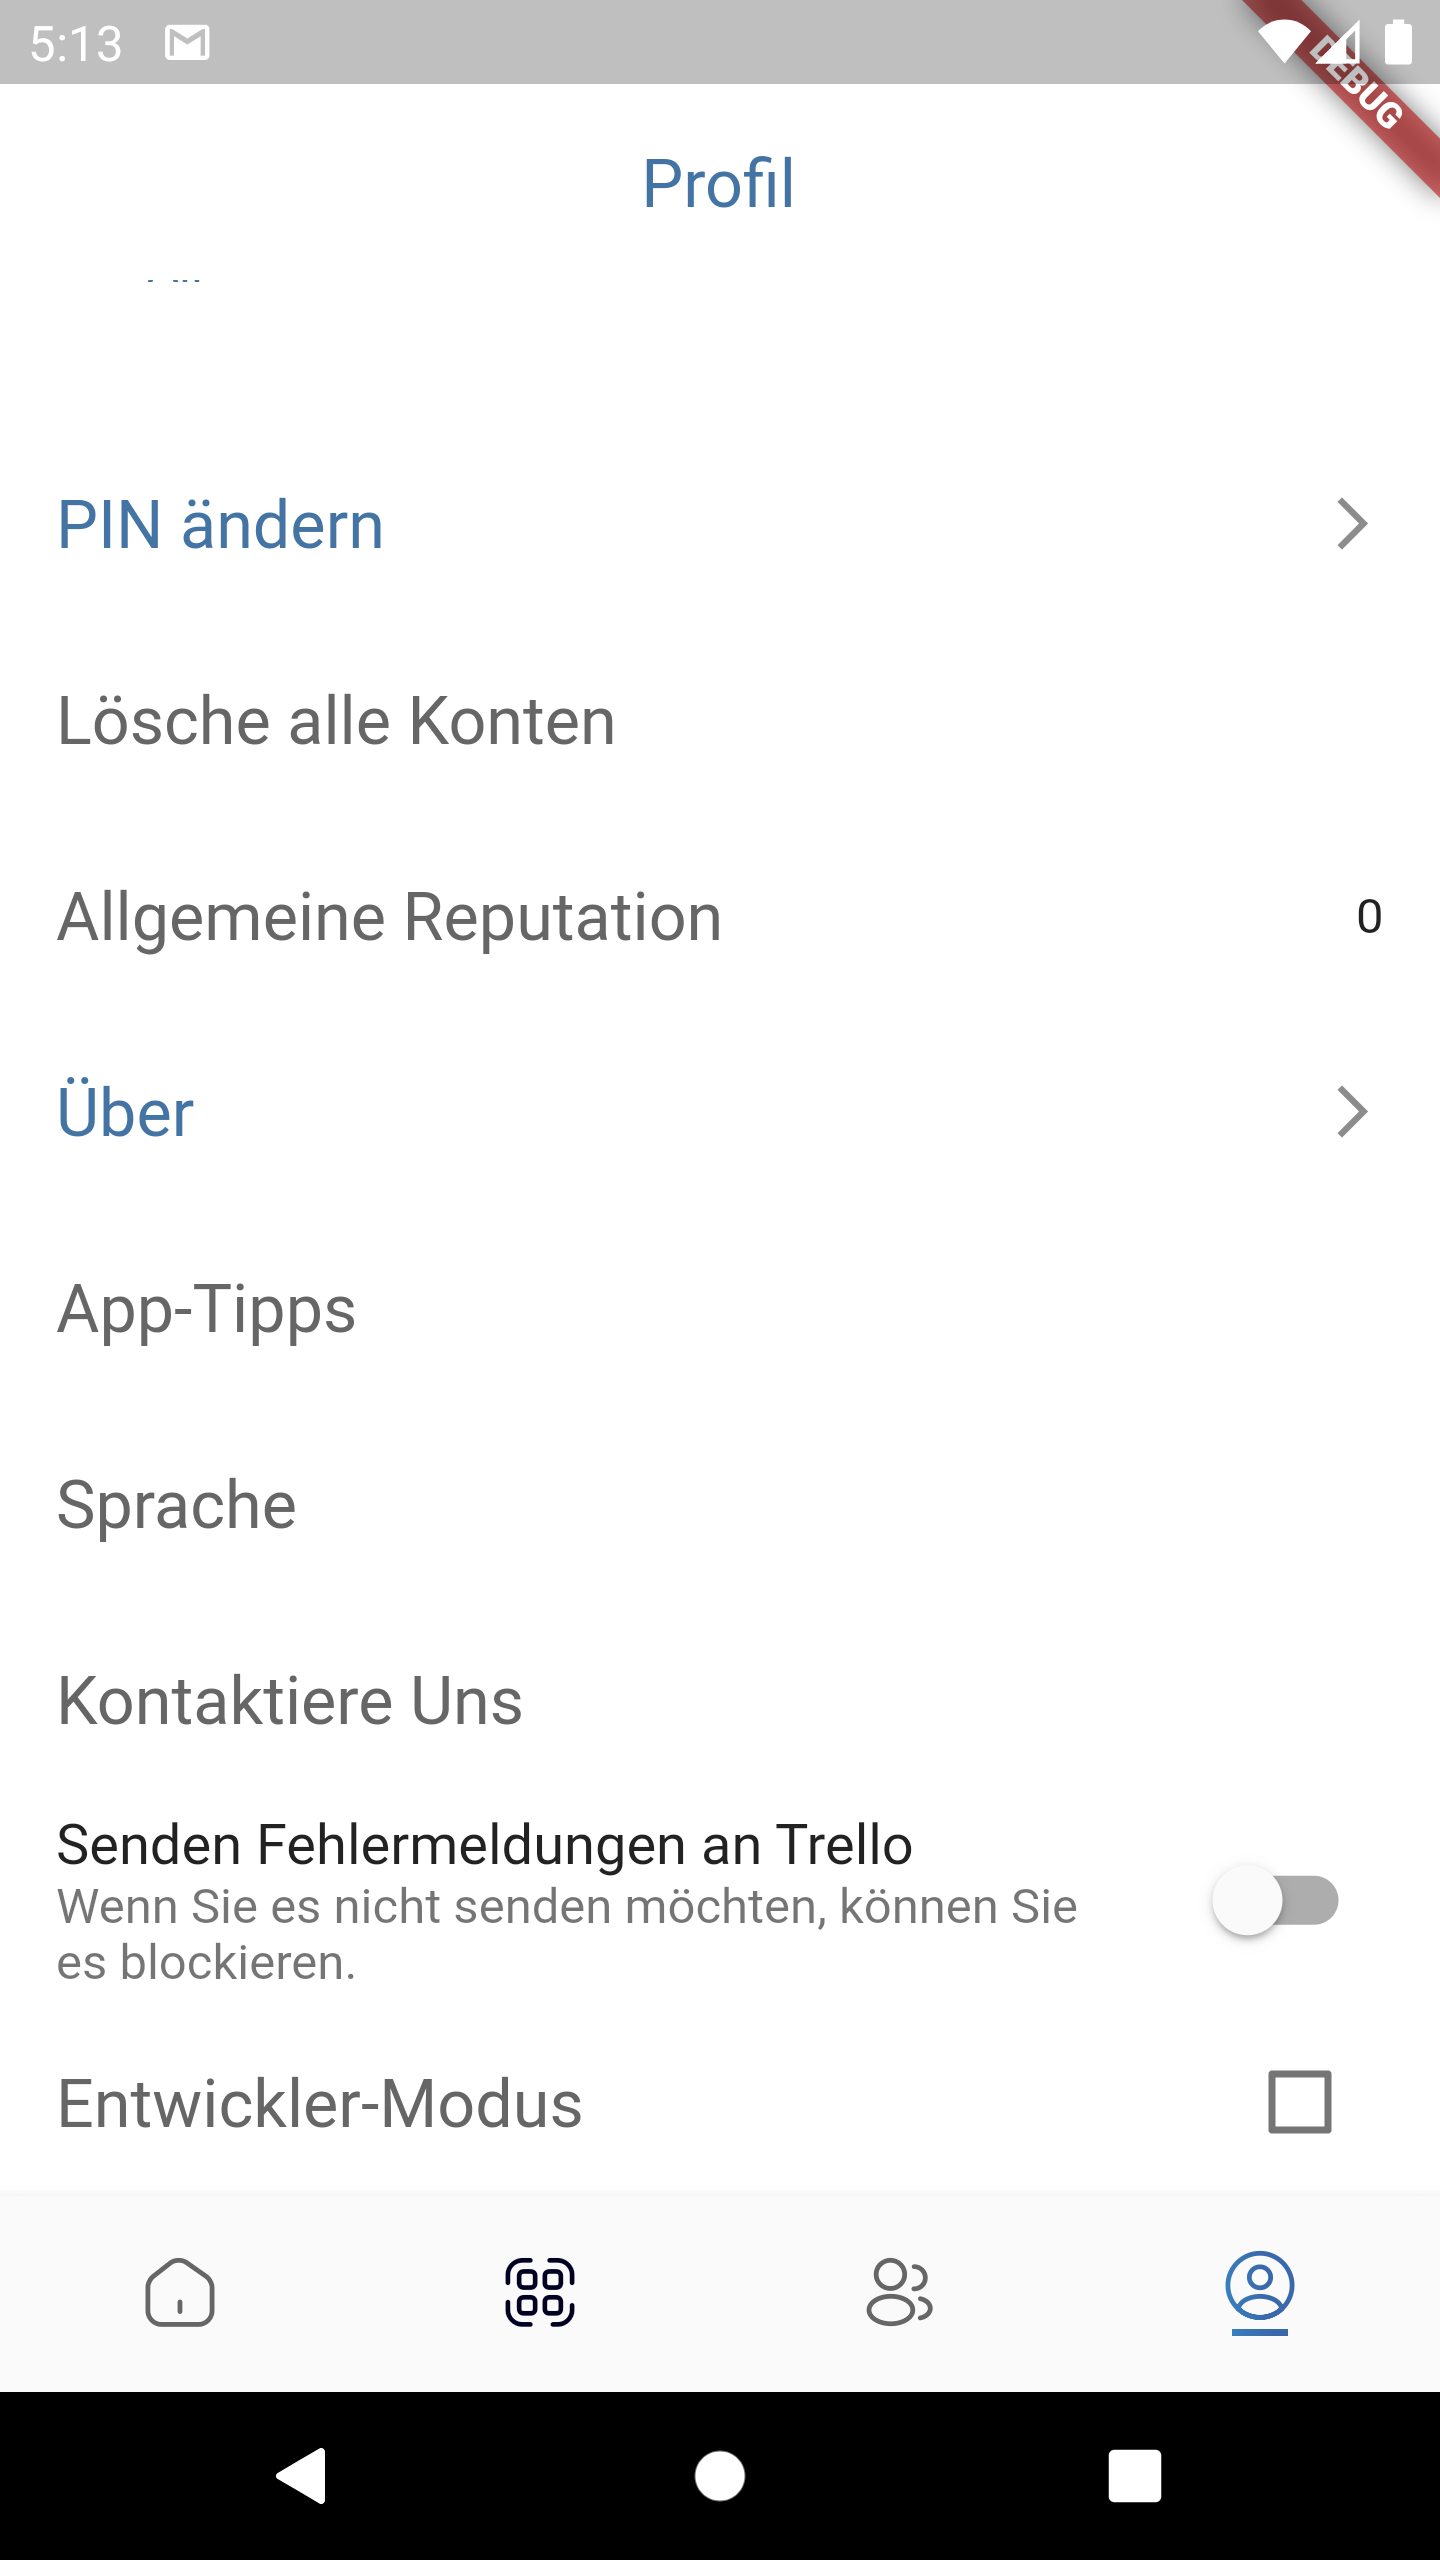 5:13
DEBUG
Profil
PIN ändern
Lösche alle Konten
Allgemeine Reputation
0
Über
App-Tipps
Sprache
Kontaktiere Uns
Senden Fehlermeldungen an Trello
Wenn Sie es nicht senden möchten, können Sie
es blockieren.
Entwickler-Modus